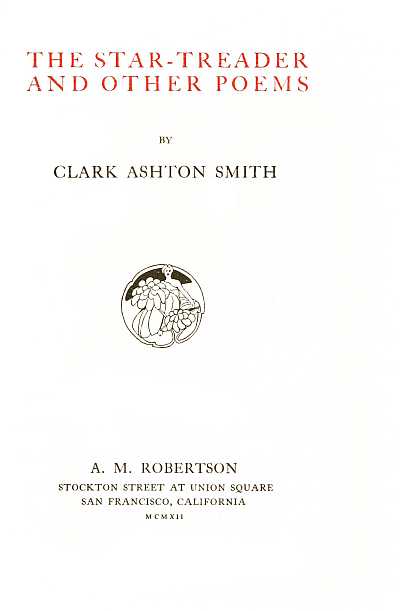 THE STAR-TREADER
AND OTHER POEMS
BY
CLARK ASHTON SMITH
A. M. ROBERTSON
STOCKTON STREET AT UNION SQUARE
SAN FRANCISCO, CALIFORNIA
MCMXII